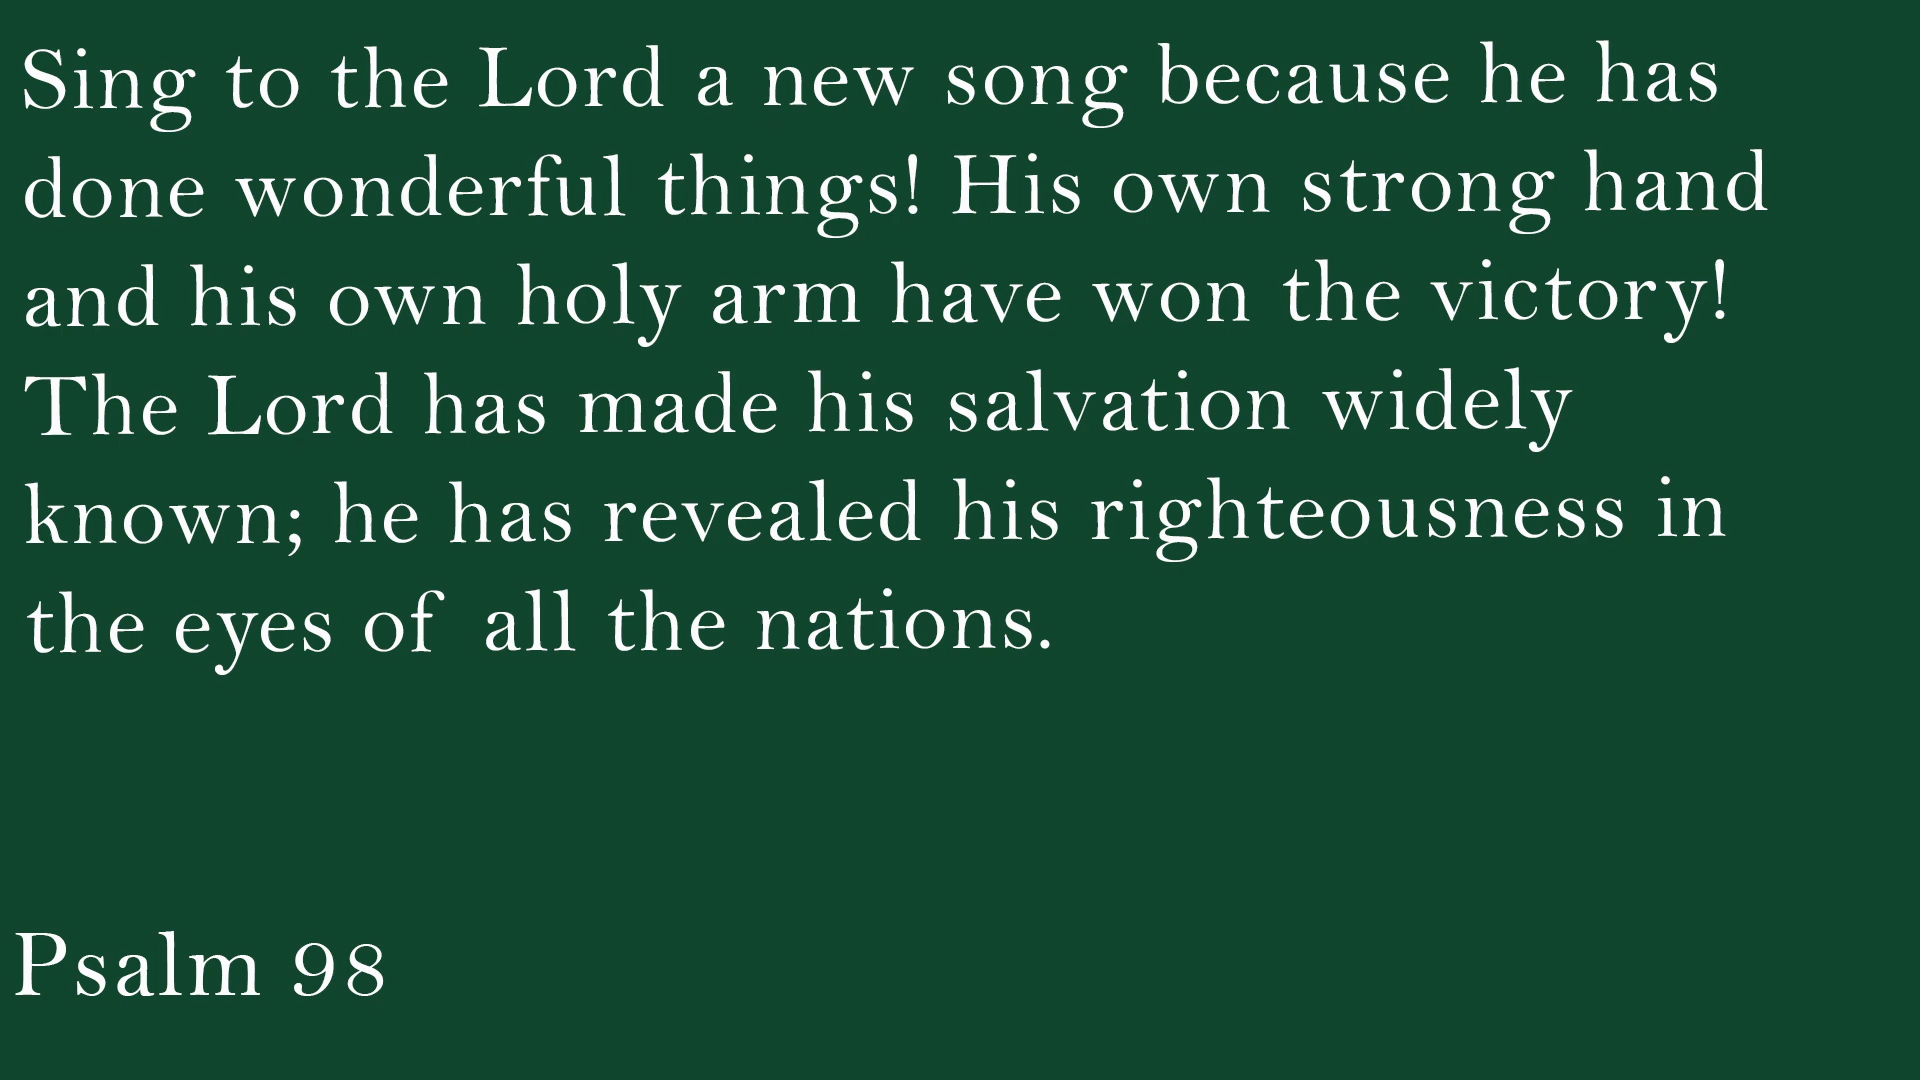 Sing to the Lord a new song because he has
done wonderful things! His own strong hand
and his own holy arm have won the victory!
The Lord has made his salvation widely
known; he has revealed his righteousness in
the eyes of all the nations.
Psalm 98